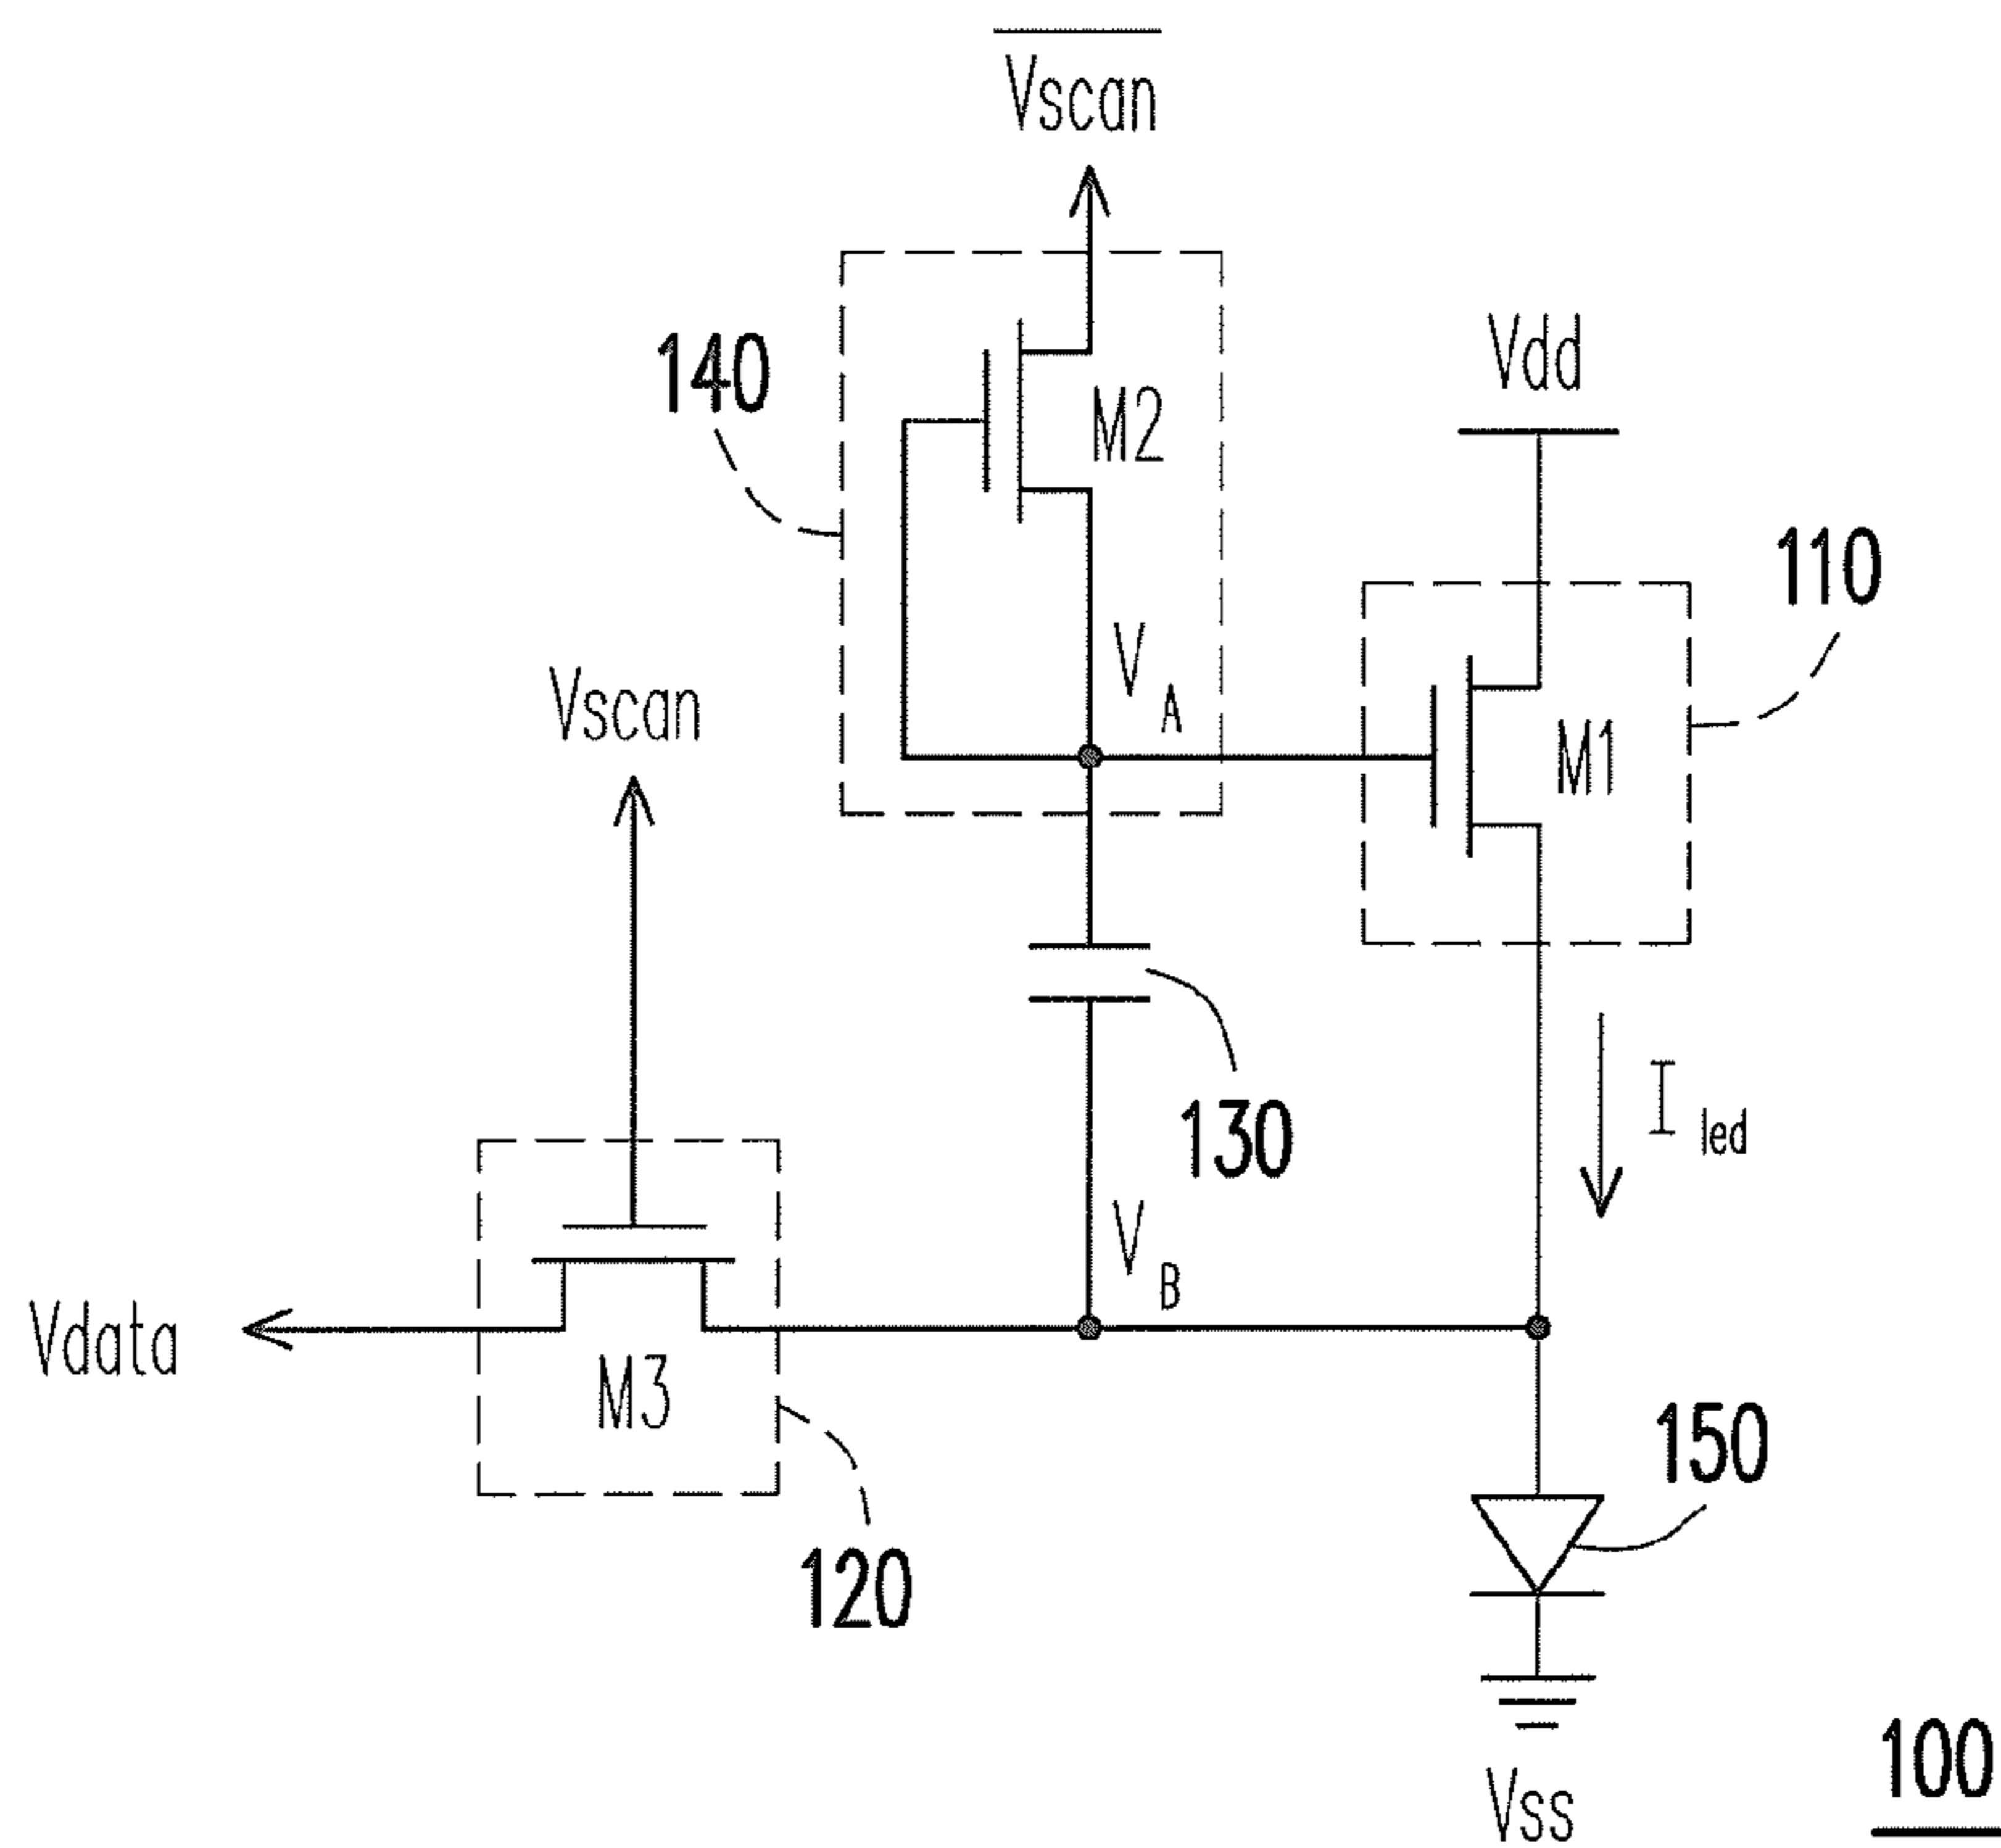 Vscan
Vdd
140
M2
110
V A
Vscan
M1
130
I led
V B
Vdata
M3
150
120
100
Vss